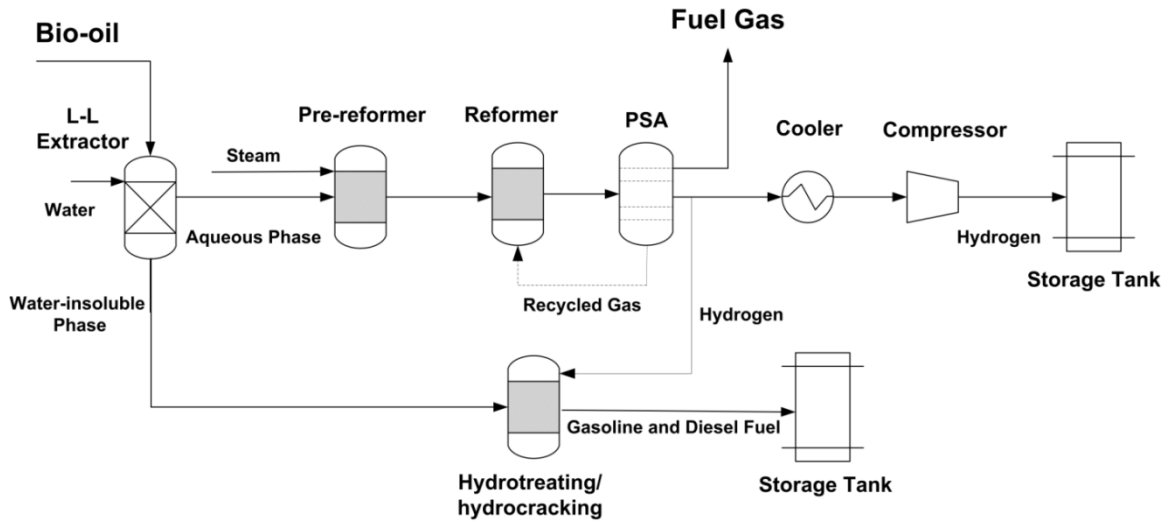 Fuel Gas
Bio-oil
L-L
Extractor
Pre-reformer
Reformer
PSA
Cooler
Compressor
Steam
Water
Aqueous Phase
Hydrogen
Storage Tank
Water-insoluble
Phase
Recycled Gas
Hydrogen
Gasoline and Diesel Fuel
Hydrotreating/
hydrocracking
Storage Tank